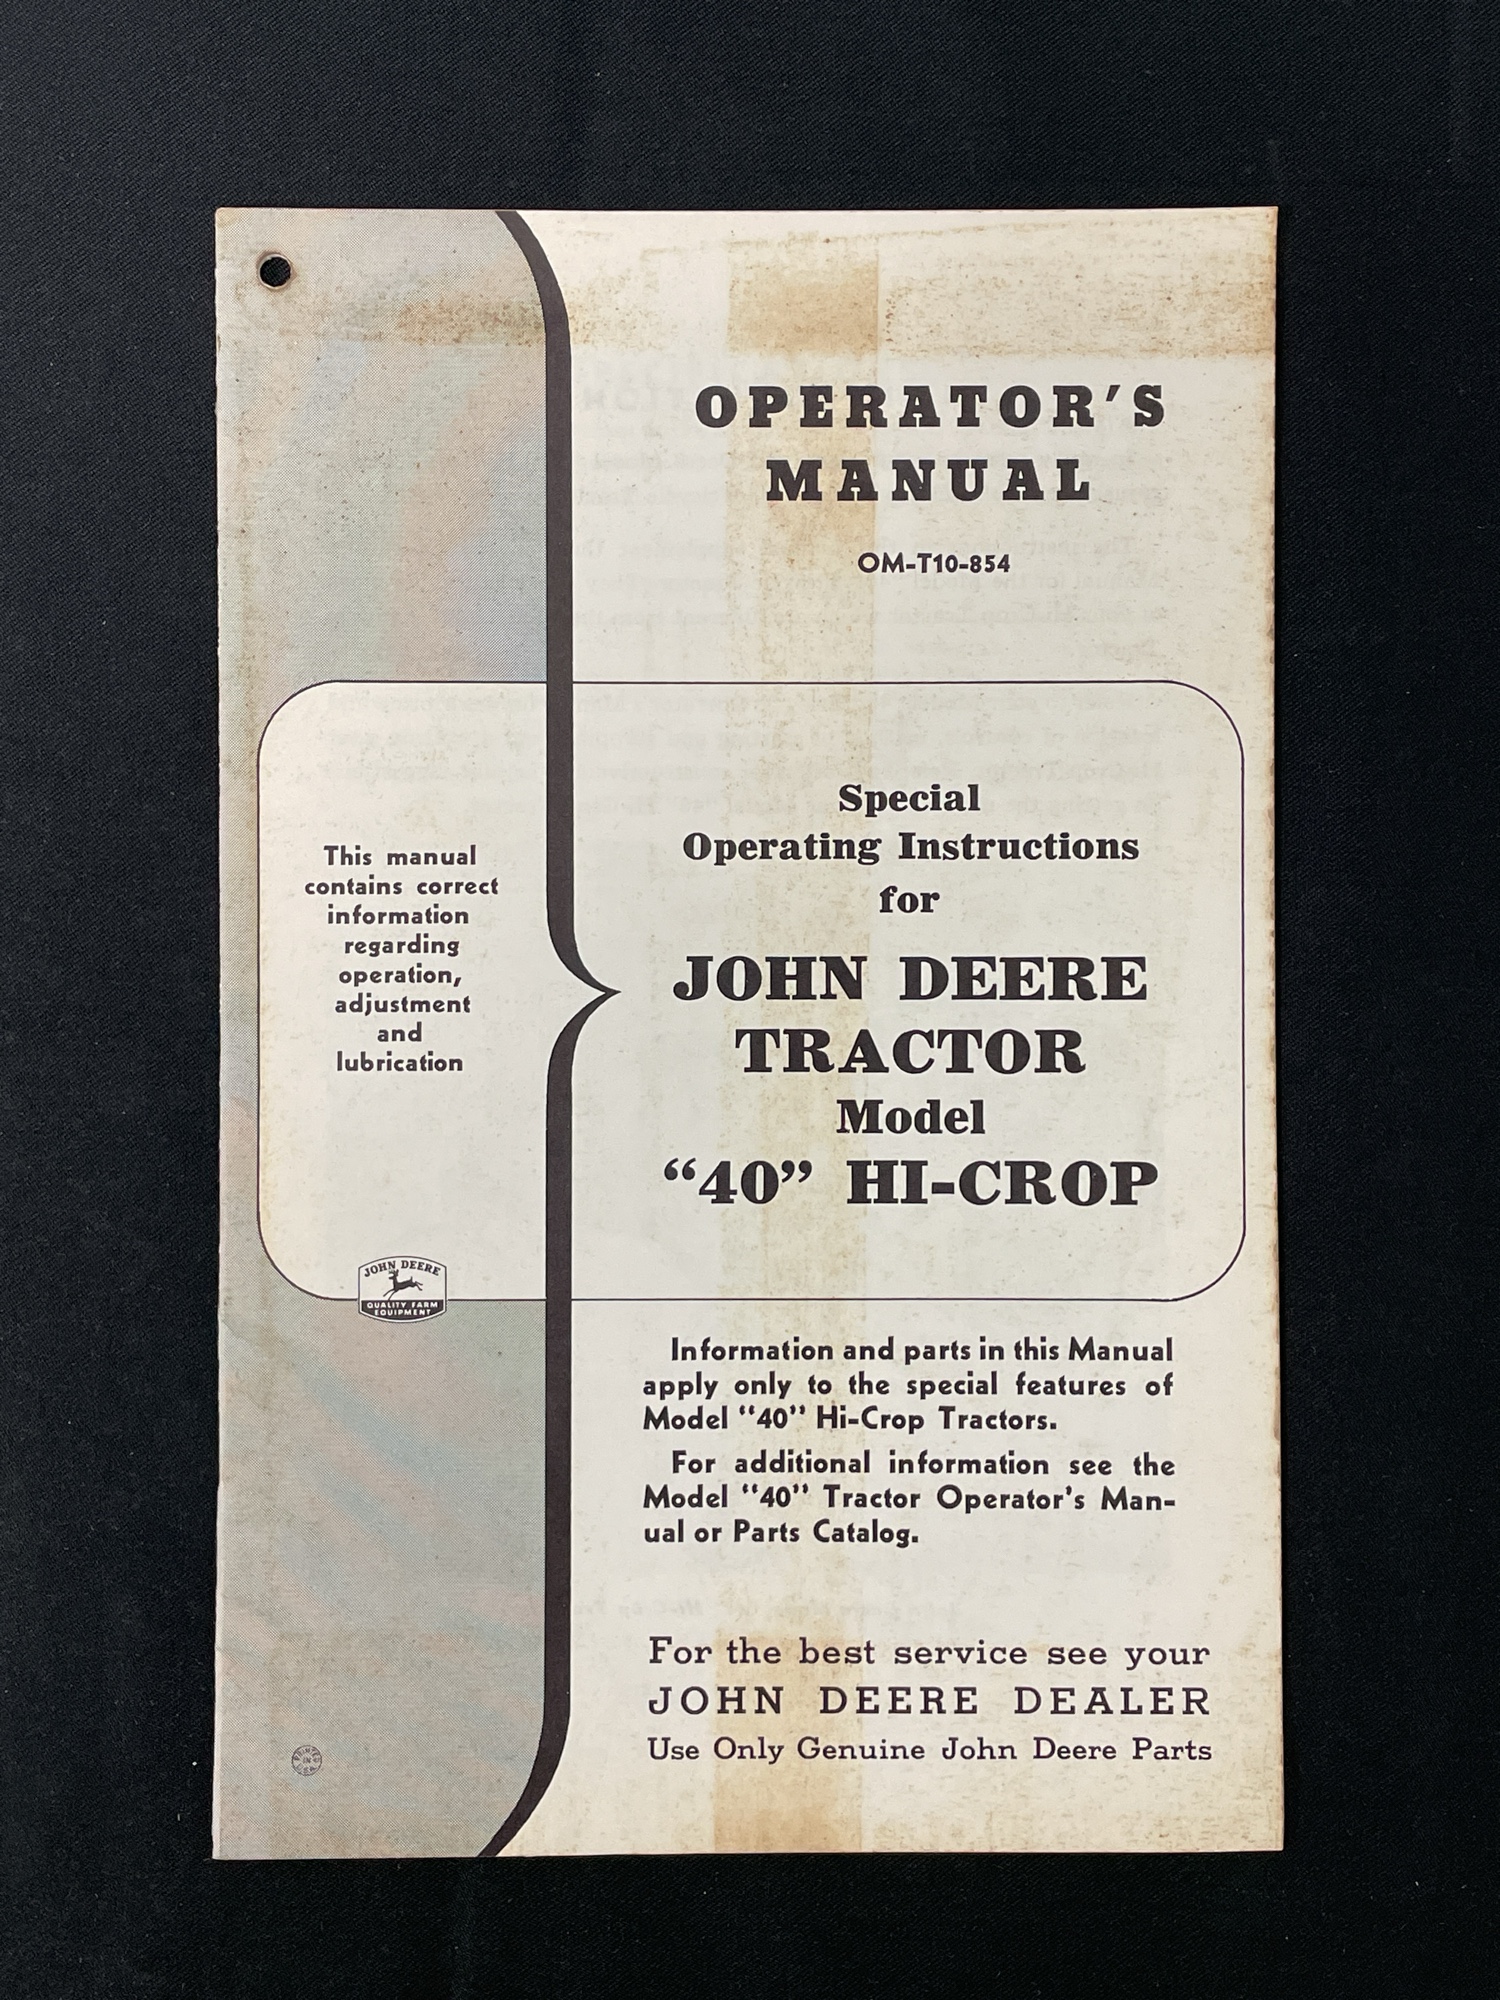 OPERATOR'S
MANUAL
OM-T10-854
This manual
contains correct
information
regarding
operation,
adjustment
and
lubrication
Special
Operating Instructions
for
JOHN DEERE
TRACTOR
Model
“40” HI-CROP
JOHN DEERE
QUALITY FARM
EQUIPMENT
Information and parts in this Manual
apply only to the special features of
Model “40” Hi-Crop Tractors.
For additional information see the
Model “40” Tractor Operator's Man-
ual or Parts Catalog.
For the best service see your
JOHN DEERE DEALER
Use Only Genuine John Deere Parts
PRINTED
IN
U.S.A.